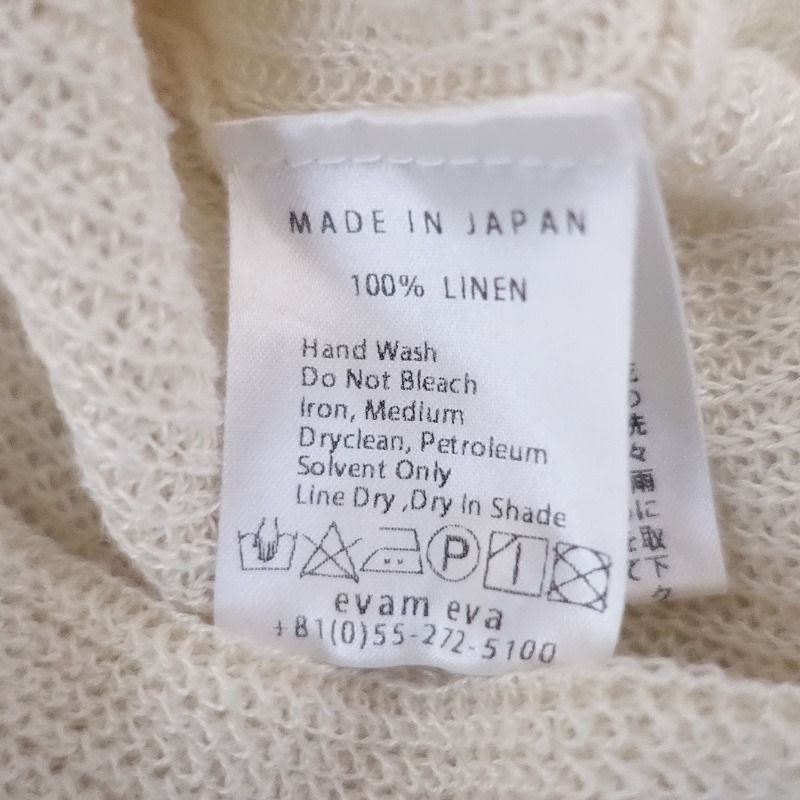 MADE IN JAPAN
100% LINEN
Hand Wash
Do Not Bleach
Iron, Medium
Dryclean, Petroleum
Solvent Only
Line Dry ,Dry In Shade
P
evam eva
+81(0)55-272-5100